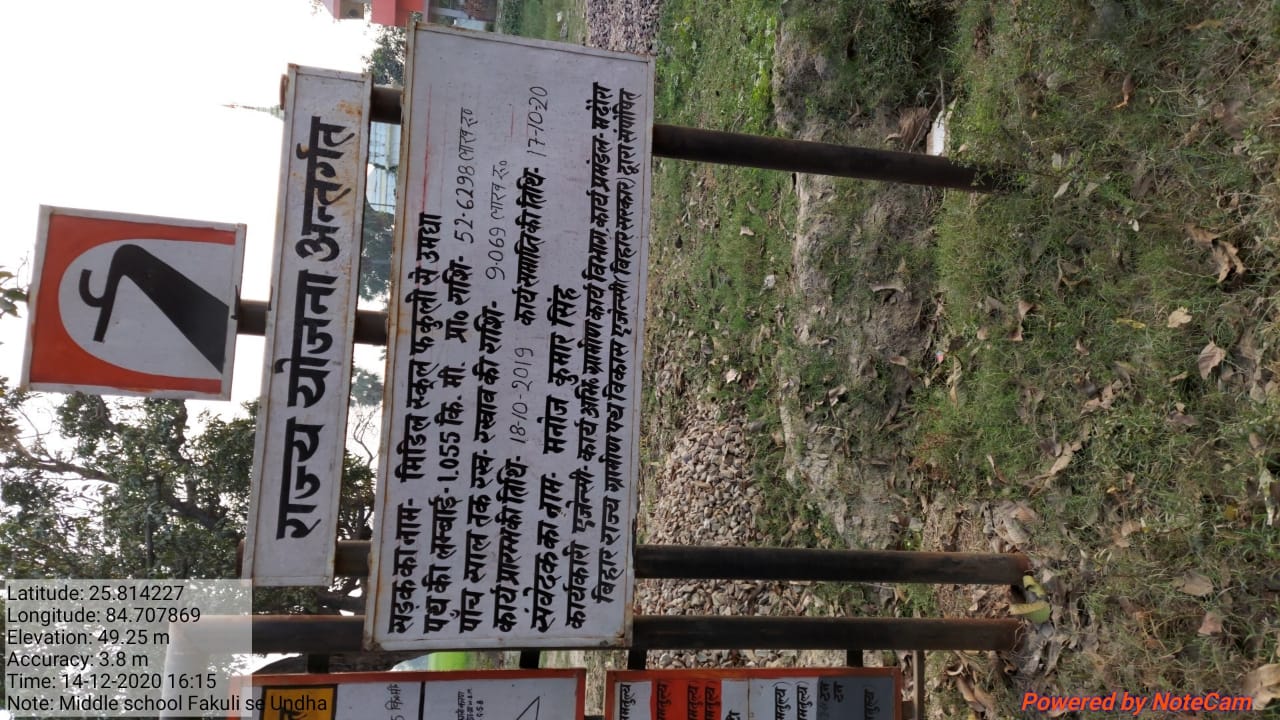 राज्य योजना अन्तर्गत
सड़क का नाम- मिडिल स्कूल फकुली से उमधा
पथ की लम्बाई- 1.055 कि. मी. प्रा० राशि- 52.6298 लाख रु०
पाँच साल तक रख- रखाव की राशि- 9.069 लाख रु०
कार्य प्रारम्भ की तिथि- 18-10-2019 कार्य समाप्ति की तिथि- 17-10-20
संवेदक का नाम- मनोज कुमार सिंह
कार्यकारी एजेन्सी- कार्य अभि० ग्रामीण कार्य विभाग, कार्य प्रमंडल- मढ़ौरा
बिहार राज्य ग्रामीण पथ विकास एजेन्सी (बिहार सरकार) द्वारा संपोषित
Latitude: 25.814227
Longitude: 84.707869
Elevation: 49.25 m
Accuracy: 3.8 m
Time: 14-12-2020 16:15
Note: Middle school Fakuli se Undha
Powered by NoteCam